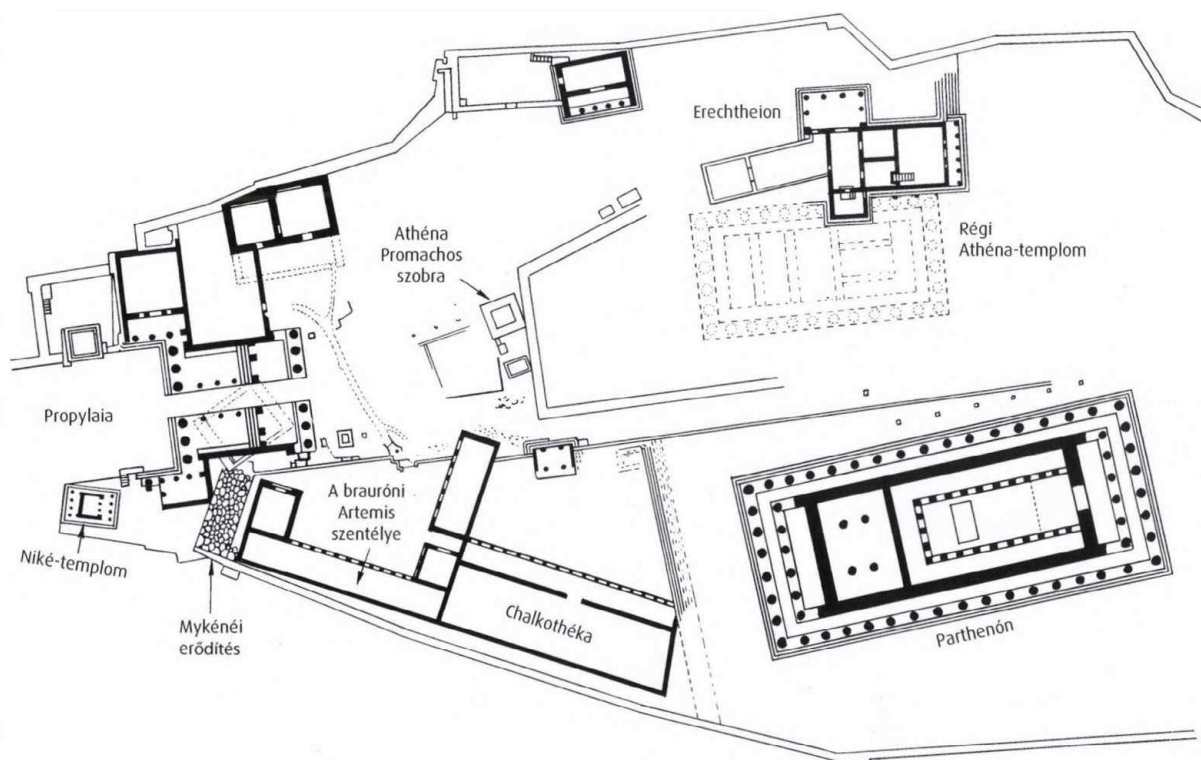 Erechtheion
Régi
Athéna-templom
Athéna
Promachos
szobra
Propylaia
A brauróni
Artemis
szentélye
Niké-templom
Mykénéi
erődítés
Chalkothéka
Parthenón